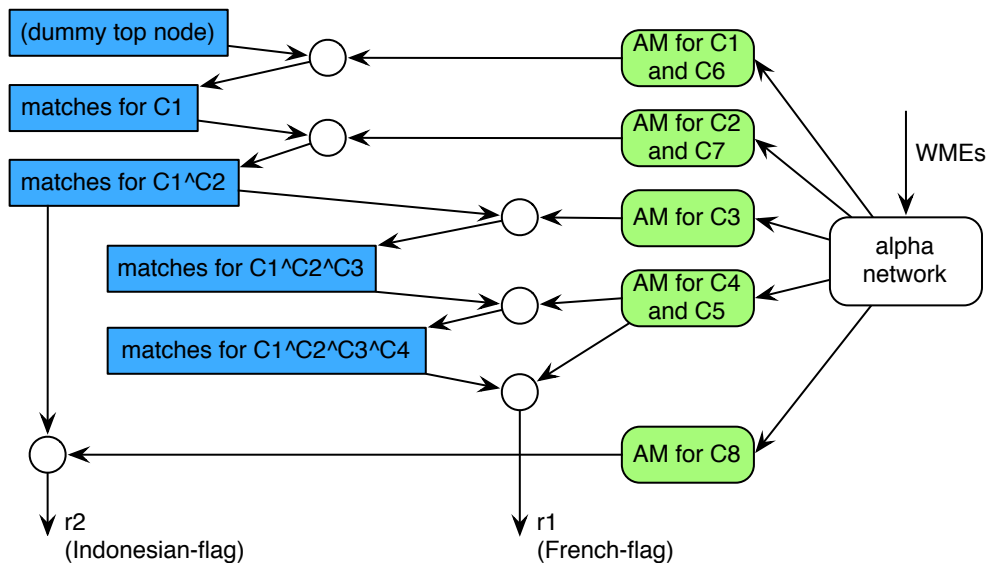 (dummy top node)
AM for C1
and C6
matches for C1
AM for C2
and C7
WMEs
matches for C1^C2
AM for C3
alpha
network
matches for C1^C2^C3
AM for C4
and C5
matches for C1^C2^C3^C4
AM for C8
r2
(Indonesian-flag)
r1
(French-flag)